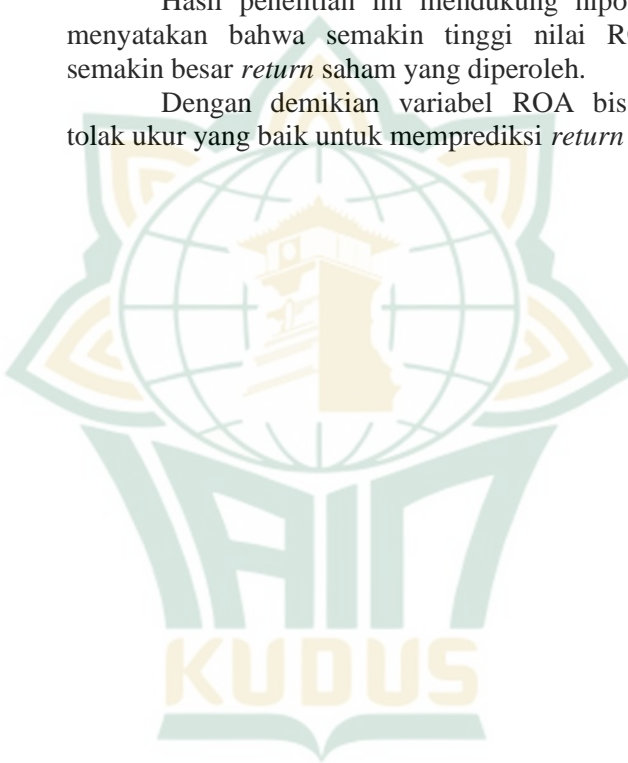 Hasil penelitian ini mendukung hipo
menyatakan bahwa semakin tinggi nilai R
semakin besar return saham yang diperoleh.
Dengan demikian variabel ROA bis
tolak ukur yang baik untuk memprediksi return
IAIN
KUDUS